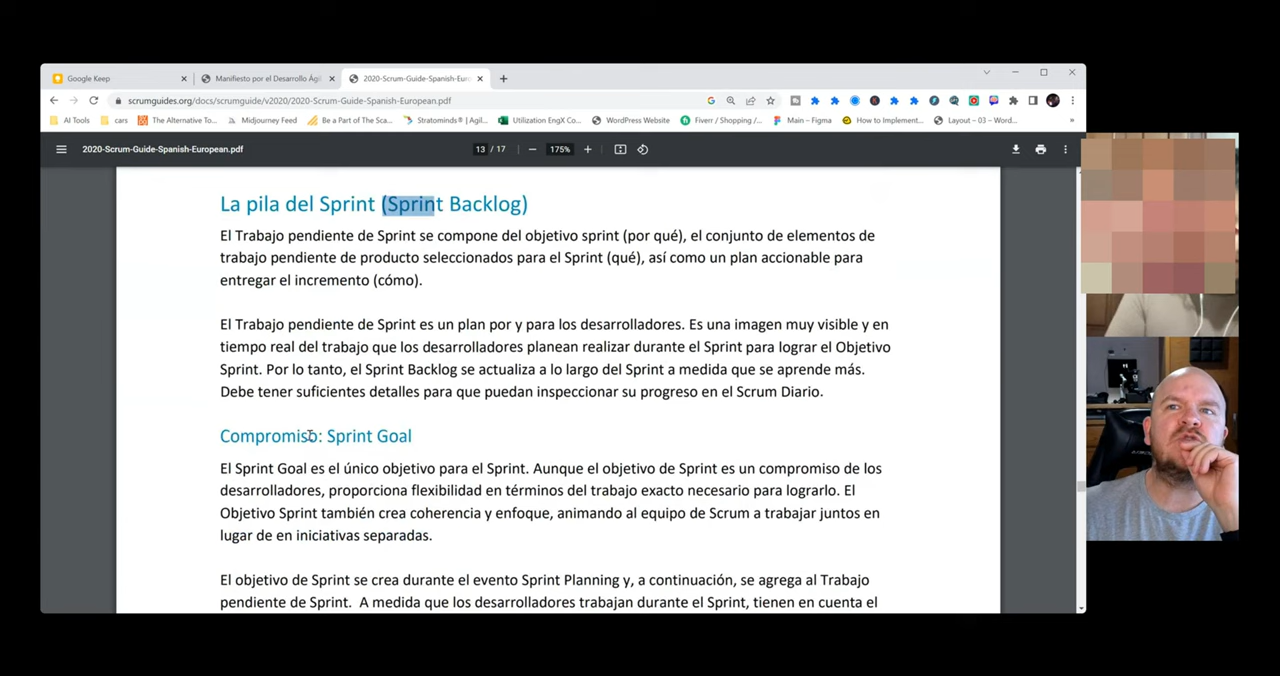 Google Keep
Manifiesto por el Desarrollo Ági
2020-Scrum-Guide-Spanish-Euro
scrumguides.org/docs/scrumguide/v2020/2020-Scrum-Guide-Spanish-European.pdf
AI Tools cars The Alternative To... Midjourney Feed Be a Part Of The Sca... Stratominds® | Agil... Utilization EngX Co... WordPress Website Fiverr / Shopping /... Main – Figma How to Implement... Layout – 03 – Word... »
2020-Scrum-Guide-Spanish-European.pdf 13 / 17 175%
La pila del Sprint (Sprint Backlog)
El Trabajo pendiente de Sprint se compone del objetivo sprint (por qué), el conjunto de elementos de
trabajo pendiente de producto seleccionados para el Sprint (qué), así como un plan accionable para
entregar el incremento (cómo).
El Trabajo pendiente de Sprint es un plan por y para los desarrolladores. Es una imagen muy visible y en
tiempo real del trabajo que los desarrolladores planean realizar durante el Sprint para lograr el Objetivo
Sprint. Por lo tanto, el Sprint Backlog se actualiza a lo largo del Sprint a medida que se aprende más.
Debe tener suficientes detalles para que puedan inspeccionar su progreso en el Scrum Diario.
Compromiso: Sprint Goal
El Sprint Goal es el único objetivo para el Sprint. Aunque el objetivo de Sprint es un compromiso de los
desarrolladores, proporciona flexibilidad en términos del trabajo exacto necesario para lograrlo. El
Objetivo Sprint también crea coherencia y enfoque, animando al equipo de Scrum a trabajar juntos en
lugar de en iniciativas separadas.
El objetivo de Sprint se crea durante el evento Sprint Planning y, a continuación, se agrega al Trabajo
pendiente de Sprint. A medida que los desarrolladores trabajan durante el Sprint, tienen en cuenta el